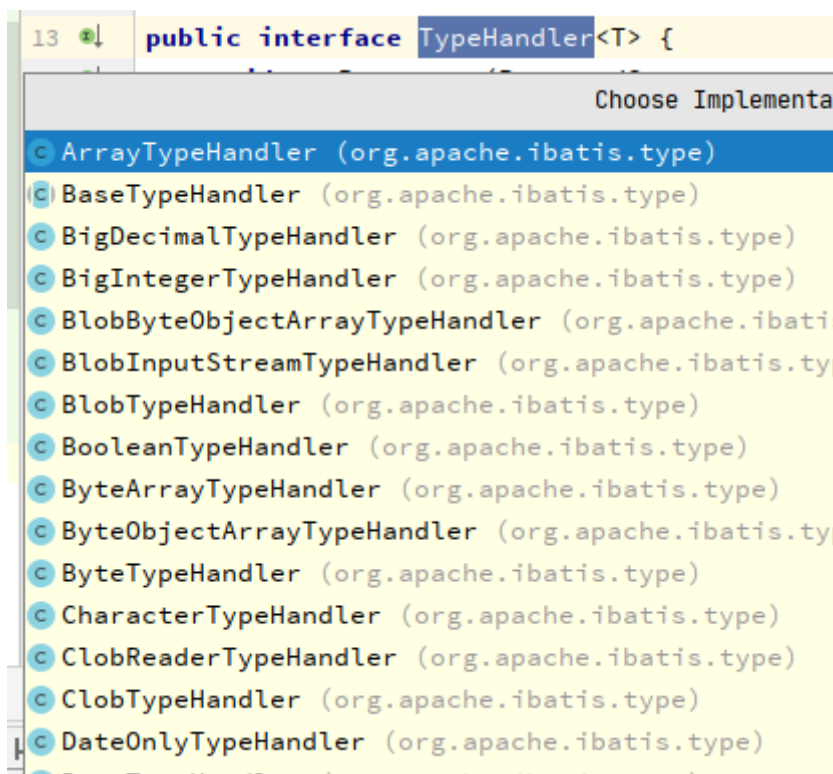 13 public interface TypeHandler<T> {
Choose Implementa
ArrayTypeHandler (org.apache.ibatis.type)
BaseTypeHandler (org.apache.ibatis.type)
BigDecimalTypeHandler (org.apache.ibatis.type)
BigIntegerTypeHandler (org.apache.ibatis.type)
BlobByteObjectArrayTypeHandler (org.apache.ibatis
BlobInputStreamTypeHandler (org.apache.ibatis.ty
BlobTypeHandler (org.apache.ibatis.type)
BooleanTypeHandler (org.apache.ibatis.type)
ByteArrayTypeHandler (org.apache.ibatis.type)
ByteObjectArrayTypeHandler (org.apache.ibatis.ty
ByteTypeHandler (org.apache.ibatis.type)
CharacterTypeHandler (org.apache.ibatis.type)
ClobReaderTypeHandler (org.apache.ibatis.type)
ClobTypeHandler (org.apache.ibatis.type)
DateOnlyTypeHandler (org.apache.ibatis.type)